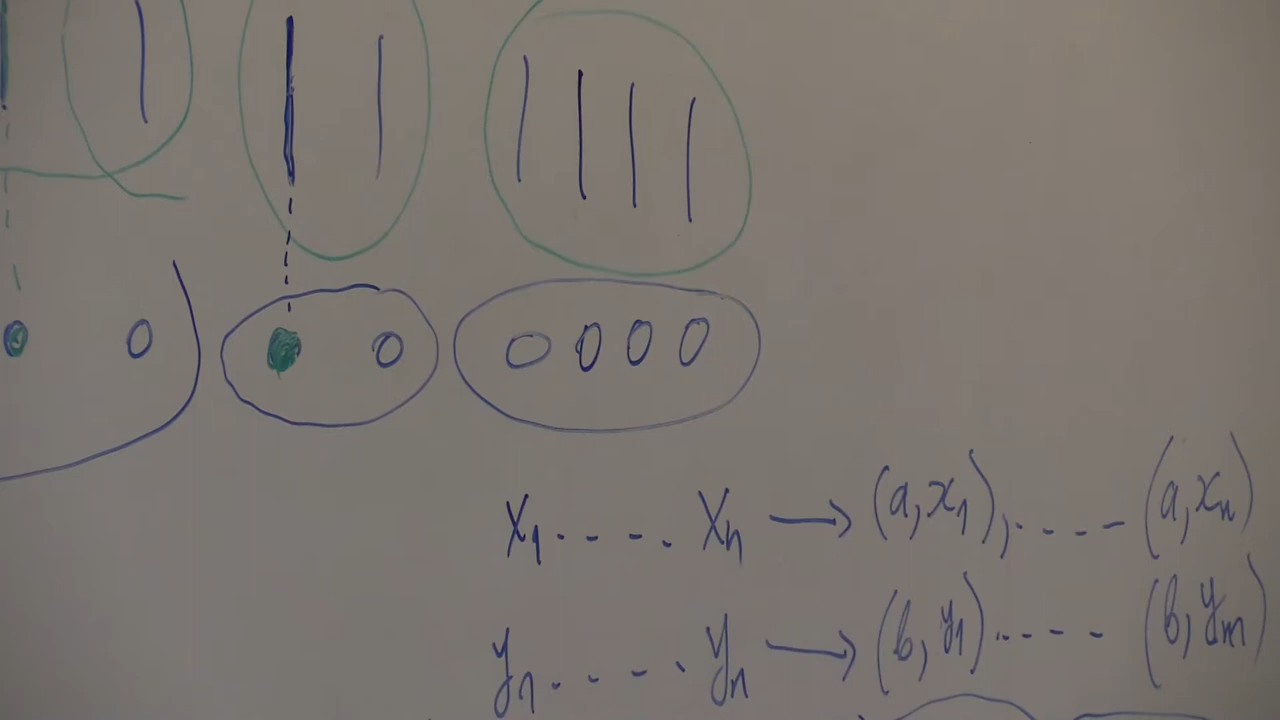 X₁ . - - - . Xₙ → (a, x₁), . - - - (a, xₙ)
y₁ . - - - . yₙ → (b, y₁) . - - - (b, yₘ)